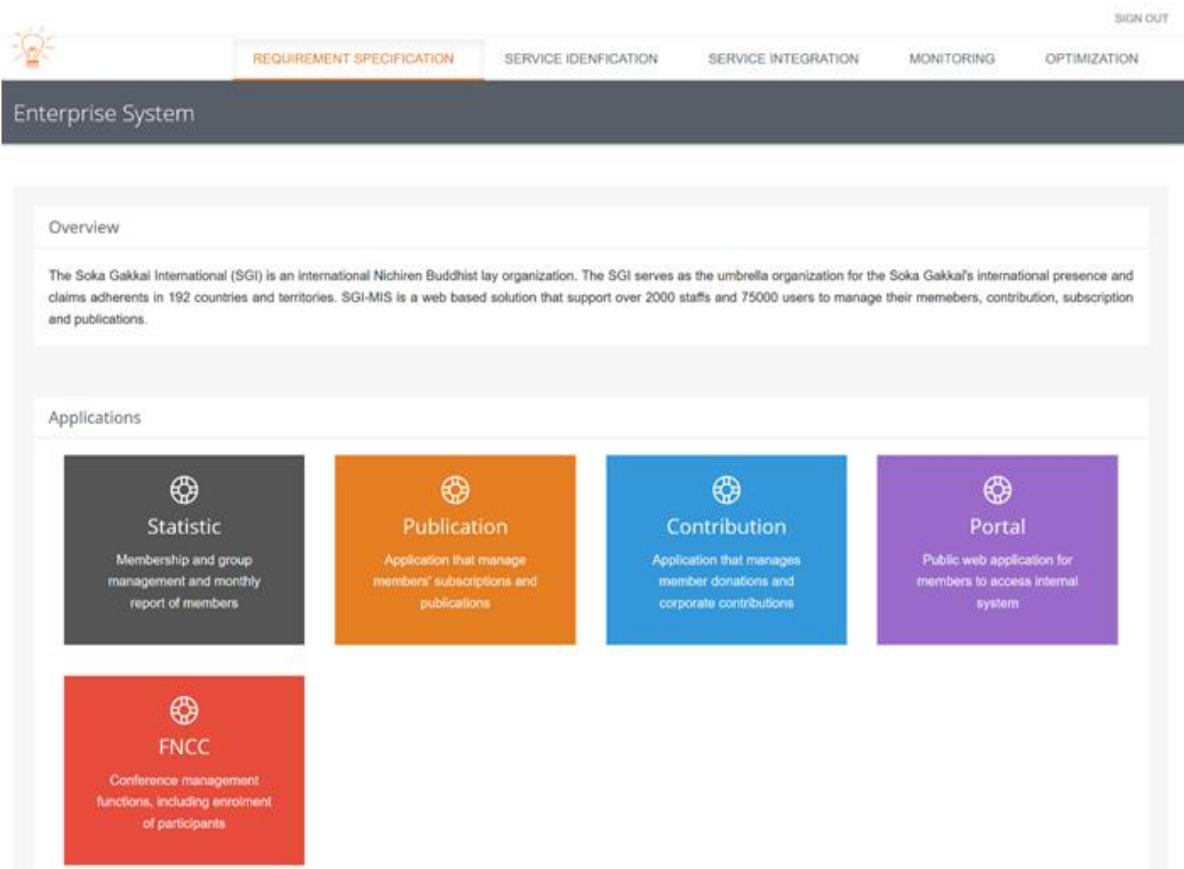 SIGN OUT
REQUIREMENT SPECIFICATION SERVICE IDENFICATION SERVICE INTEGRATION MONITORING OPTIMIZATION
Enterprise System
Overview
The Soka Gakkai International (SGI) is an international Nichiren Buddhist lay organization. The SGI serves as the umbrella organization for the Soka Gakkai's international presence and
claims adherents in 192 countries and territories. SGI-MIS is a web based solution that support over 2000 staffs and 75000 users to manage their memebers, contribution, subscription
and publications.
Applications
Statistic
Membership and group
management and monthly
report of members
Publication
Application that manage
members' subscriptions and
publications
Contribution
Application that manages
member donations and
corporate contributions
Portal
Public web application for
members to access internal
system
FNCC
Conference management
functions, including enrolment
of participants